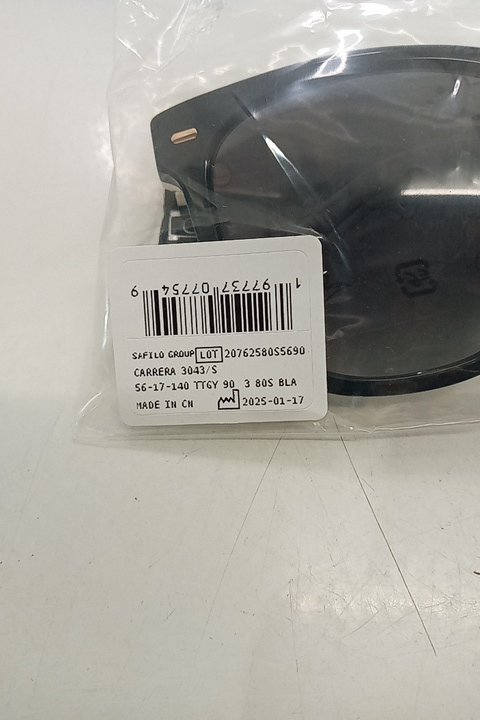 1 97737 07754 9
SAFILO GROUP LOT 20762580S5690
CARRERA 3043/S
56-17-140 TTGY 90 3 80S BLA
MADE IN CN 2025-01-17